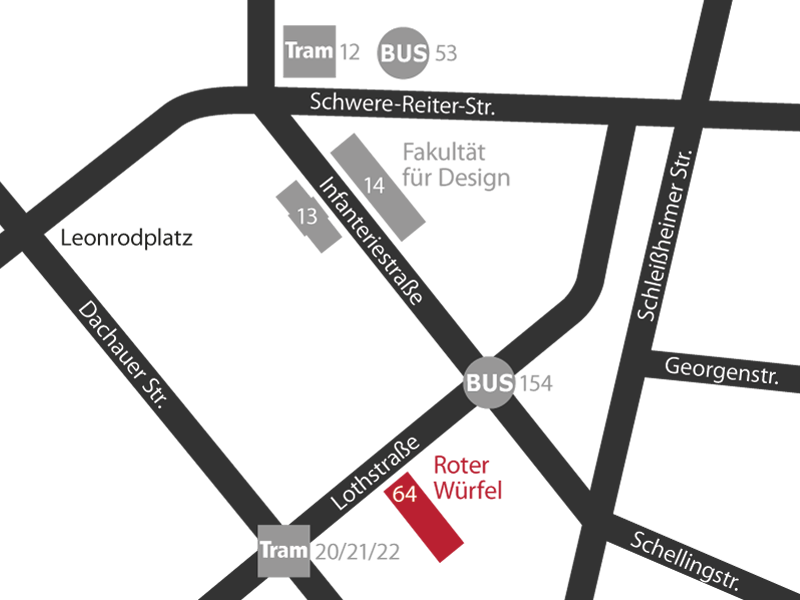 Tram 12
BUS 53
Schwere-Reiter-Str.
Fakultät
für Design
14
13
Infanteriestraße
Schleißheimer Str.
Leonrodplatz
Dachauer Str.
Georgenstr.
BUS 154
Lothstraße
Roter
Würfel
64
Tram 20/21/22
Schellingstr.